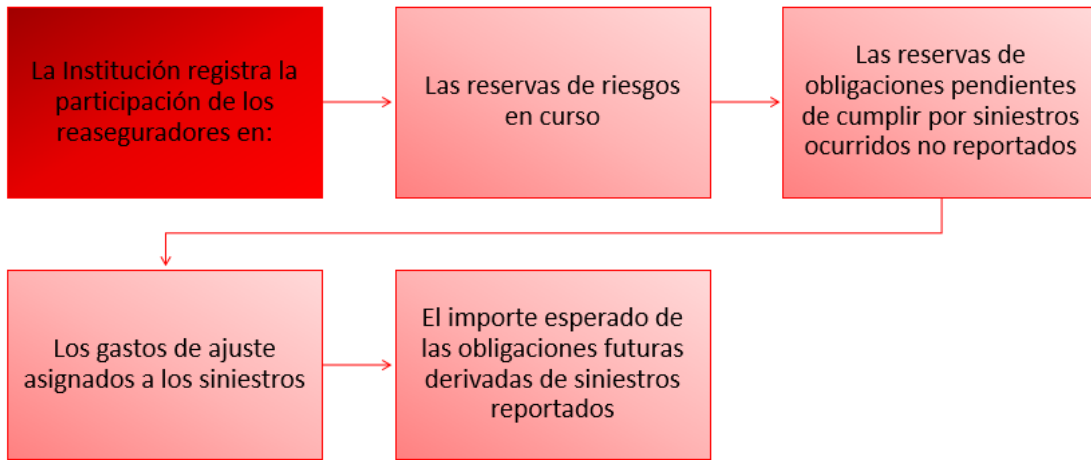 La Institución registra la
participación de los
reaseguradores en:
Las reservas de riesgos
en curso
Las reservas de
obligaciones pendientes
de cumplir por siniestros
ocurridos no reportados
Los gastos de ajuste
asignados a los siniestros
El importe esperado de
las obligaciones futuras
derivadas de siniestros
reportados